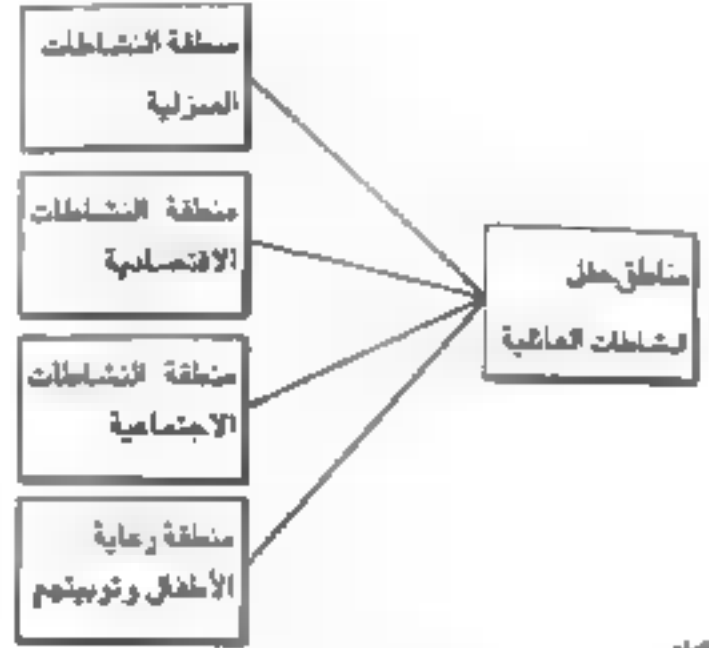 مناطق حقل
النشاطات العائلية
منطقة النشاطات
المنزلية
منطقة النشاطات
الاقتصادية
منطقة النشاطات
الاجتماعية
منطقة رعاية
الأطفال وتربيتهم